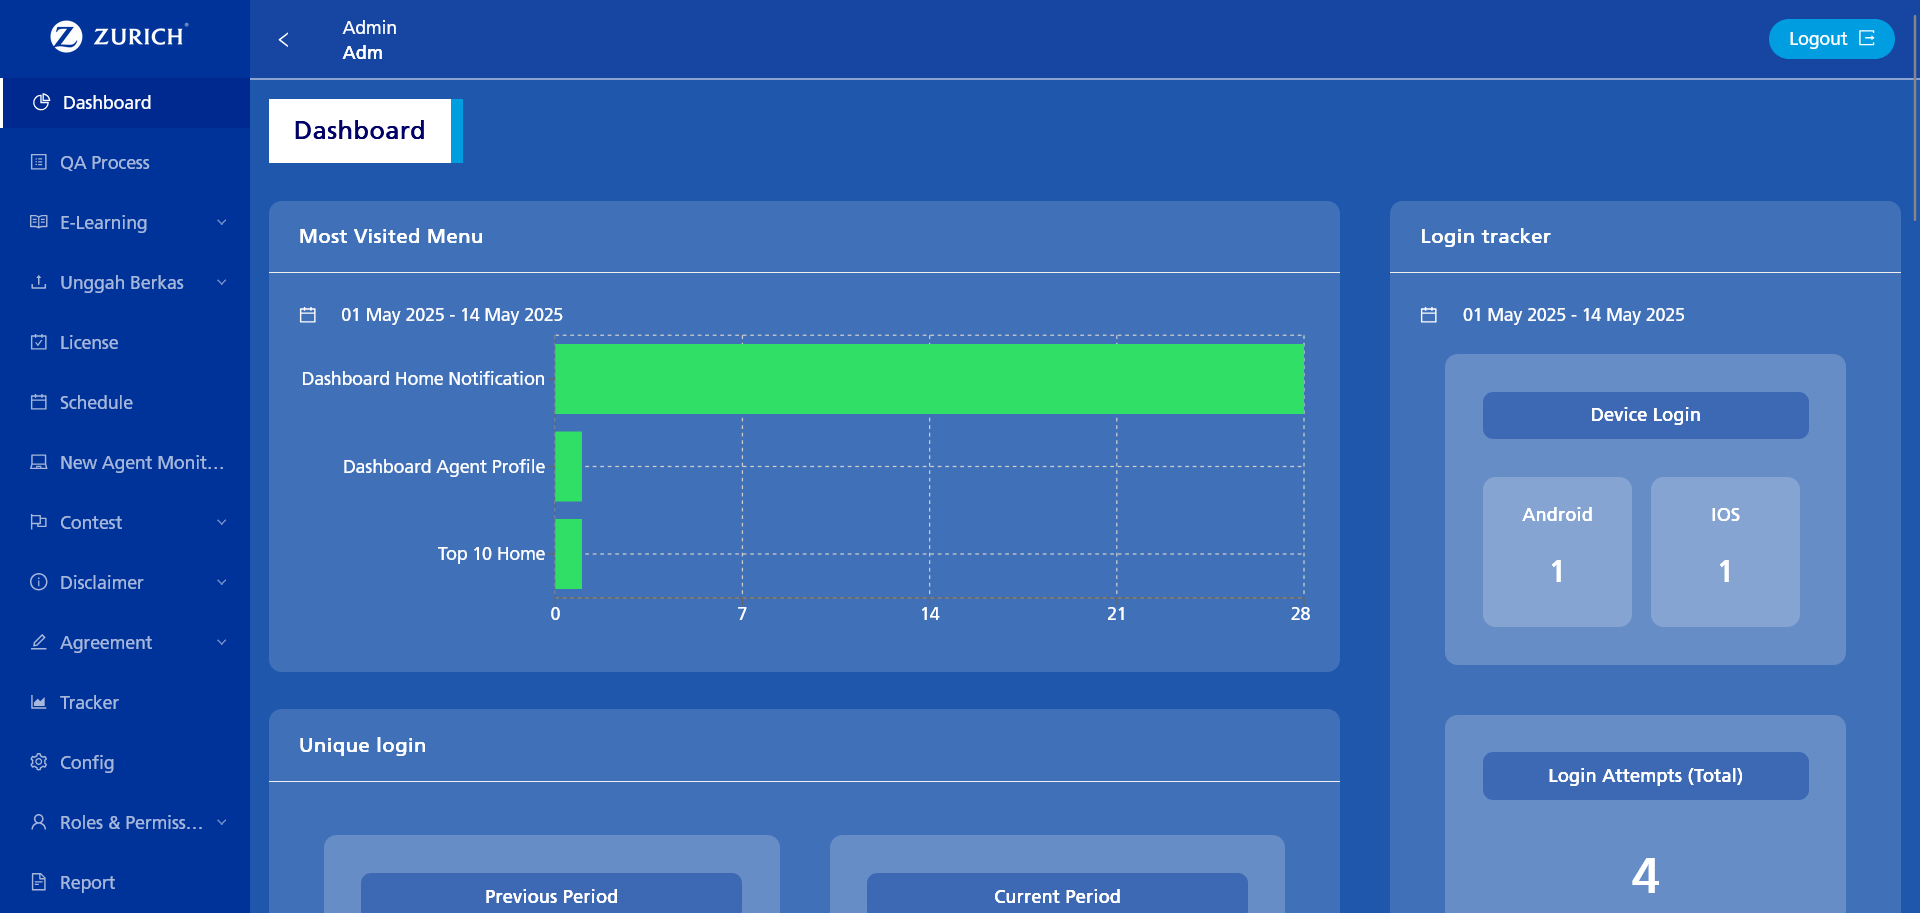 ZURICH®
Admin
Adm
Logout
Dashboard
QA Process
E-Learning
Unggah Berkas
License
Schedule
New Agent Monit...
Contest
Disclaimer
Agreement
Tracker
Config
Roles & Permiss...
Report
Dashboard
Most Visited Menu
01 May 2025 - 14 May 2025
Dashboard Home Notification
Dashboard Agent Profile
Top 10 Home
0 7 14 21 28
Unique login
Previous Period
Current Period
Login tracker
01 May 2025 - 14 May 2025
Device Login
Android IOS
1 1
Login Attempts (Total)
4